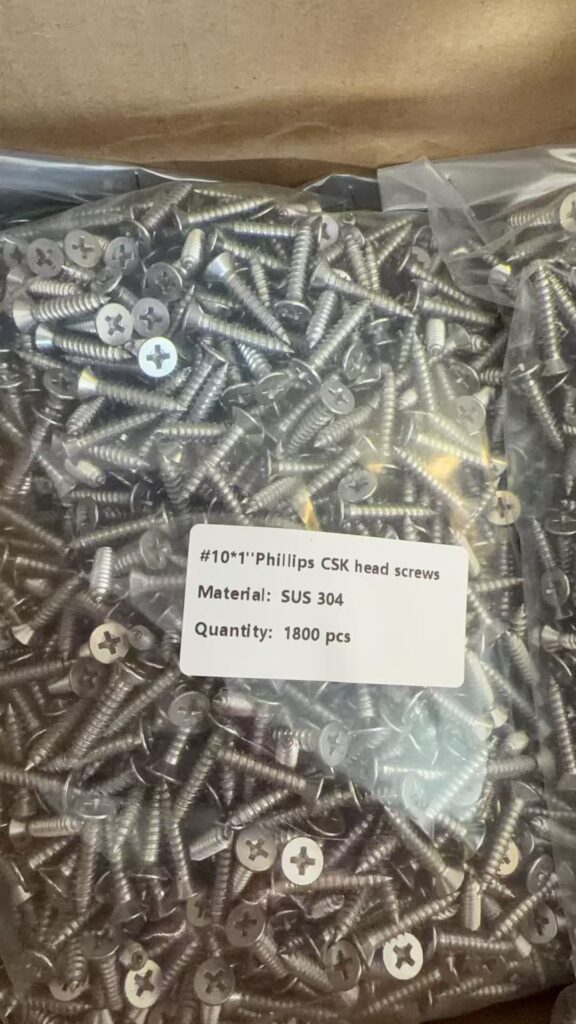 #10*1''Phillips CSK head screws
Material: SUS 304
Quantity: 1800 pcs